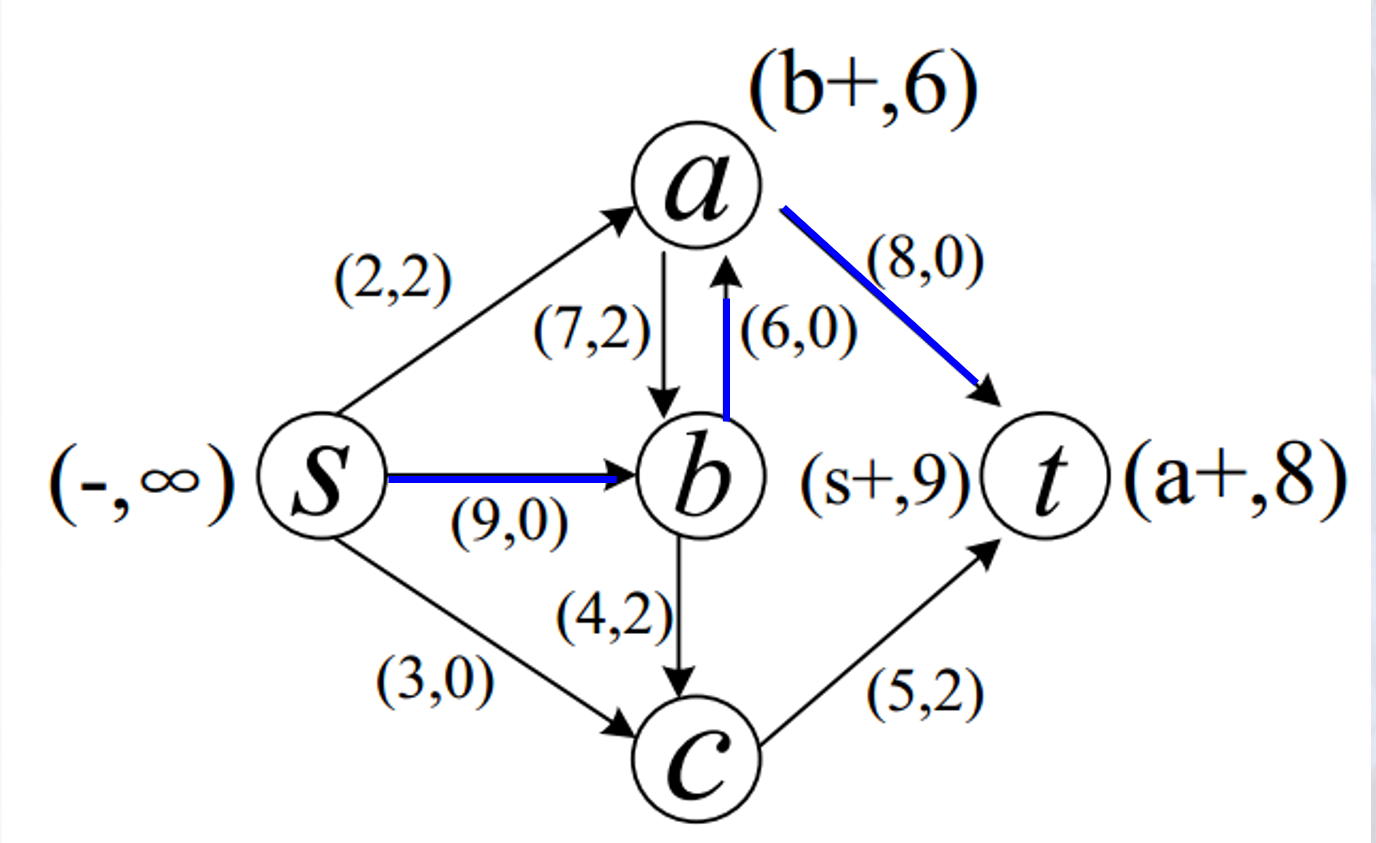 (b+,6)
a
(2,2)
(8,0)
(7,2)
(6,0)
(-,∞)
s
b
(s+,9)
t
(a+,8)
(9,0)
(4,2)
(3,0)
(5,2)
c